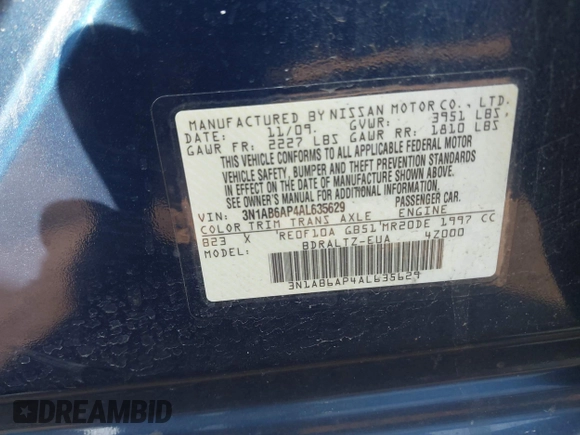 MANUFACTURED BY NISSAN MOTOR CO., LTD.
DATE: 11/09. GVWR: 3951 LBS,
GAWR FR: 2227 LBS GAWR RR: 1810 LBS
THIS VEHICLE CONFORMS TO ALL APPLICABLE FEDERAL MOTOR
VEHICLE SAFETY, BUMPER AND THEFT PREVENTION STANDARDS
IN EFFECT ON THE DATE OF MANUFACTURE SHOWN ABOVE.
SEE OWNER'S MANUAL FOR ADDITIONAL INFORMATION.
VIN: 3N1AB6AP4AL635629 PASSENGER CAR.
COLOR TRIM TRANS AXLE ENGINE
B23 X RE0F10A GB51 MR20DE 1997 CC
MODEL: BDRALTZ-EUA 4Z000
3N1AB6AP4AL635629
DREAMBID